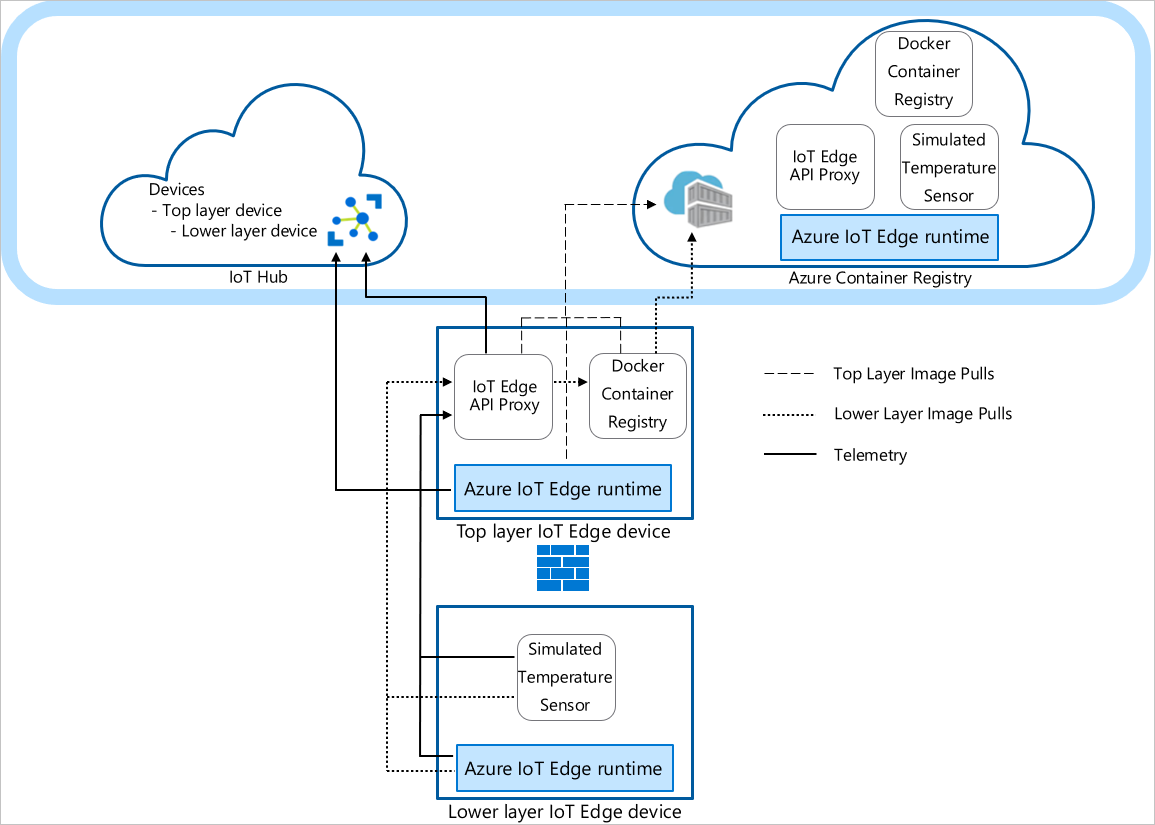 Devices
- Top layer device
- Lower layer device
IoT Hub
Docker
Container
Registry
IoT Edge
API Proxy
Simulated
Temperature
Sensor
Azure IoT Edge runtime
Azure Container Registry
IoT Edge
API Proxy
Docker
Container
Registry
Azure IoT Edge runtime
Top layer IoT Edge device
Top Layer Image Pulls
Lower Layer Image Pulls
Telemetry
Simulated
Temperature
Sensor
Azure IoT Edge runtime
Lower layer IoT Edge device